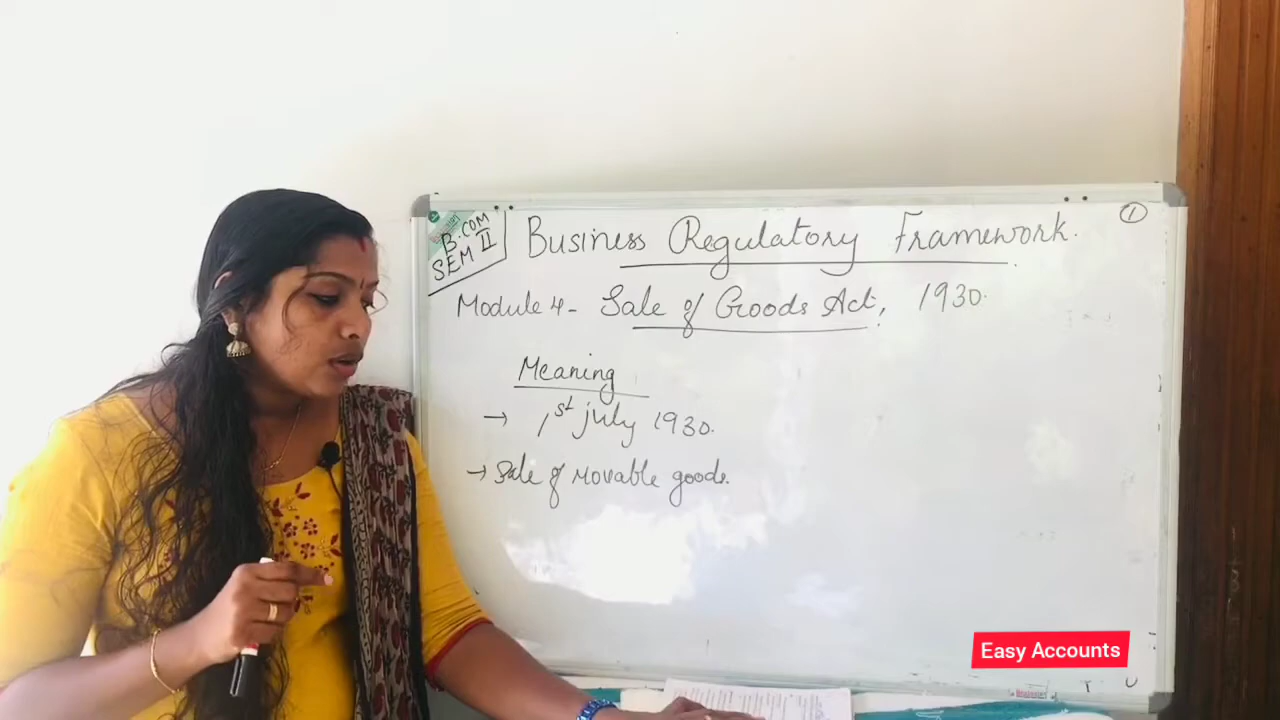 B.COM
SEM II
Business Regulatory Framework.
1
Module 4 - Sale of Goods Act, 1930.
Meaning
→ 1st july 1930.
→ Sale of Movable goods.
Easy Accounts